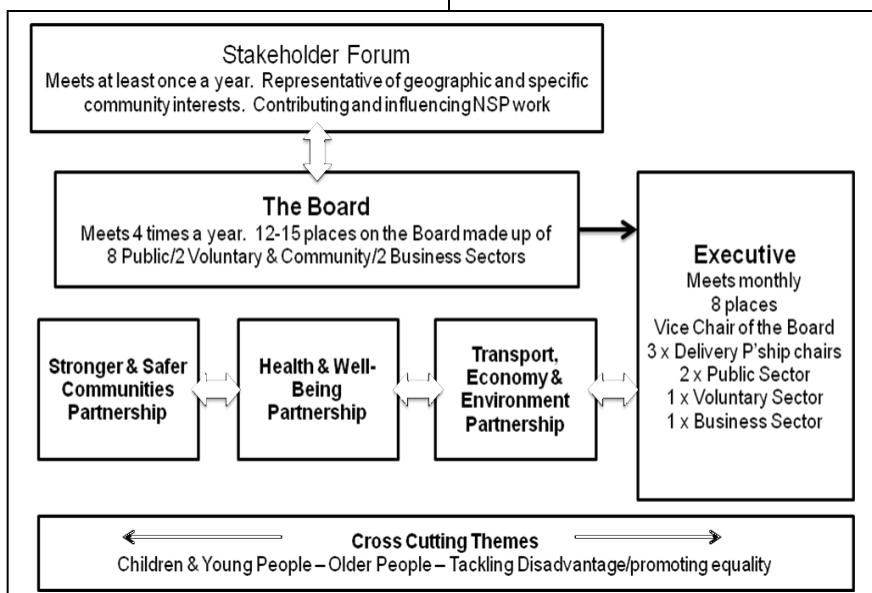 Stakeholder Forum
Meets at least once a year. Representative of geographic and specific
community interests. Contributing and influencing NSP work
The Board
Meets 4 times a year. 12-15 places on the Board made up of
8 Public/2 Voluntary & Community/2 Business Sectors
Executive
Meets monthly
8 places
Vice Chair of the Board
3 x Delivery P'ship chairs
2 x Public Sector
1 x Voluntary Sector
1 x Business Sector
Stronger & Safer
Communities
Partnership
Health & Well-
Being
Partnership
Transport,
Economy &
Environment
Partnership
Cross Cutting Themes
Children & Young People – Older People – Tackling Disadvantage/promoting equality